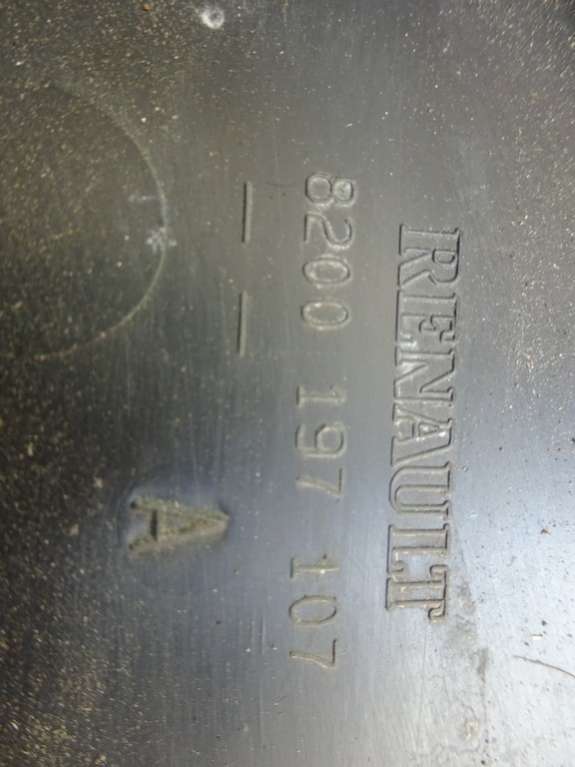 RENAULT
8200 197 107
— —
A